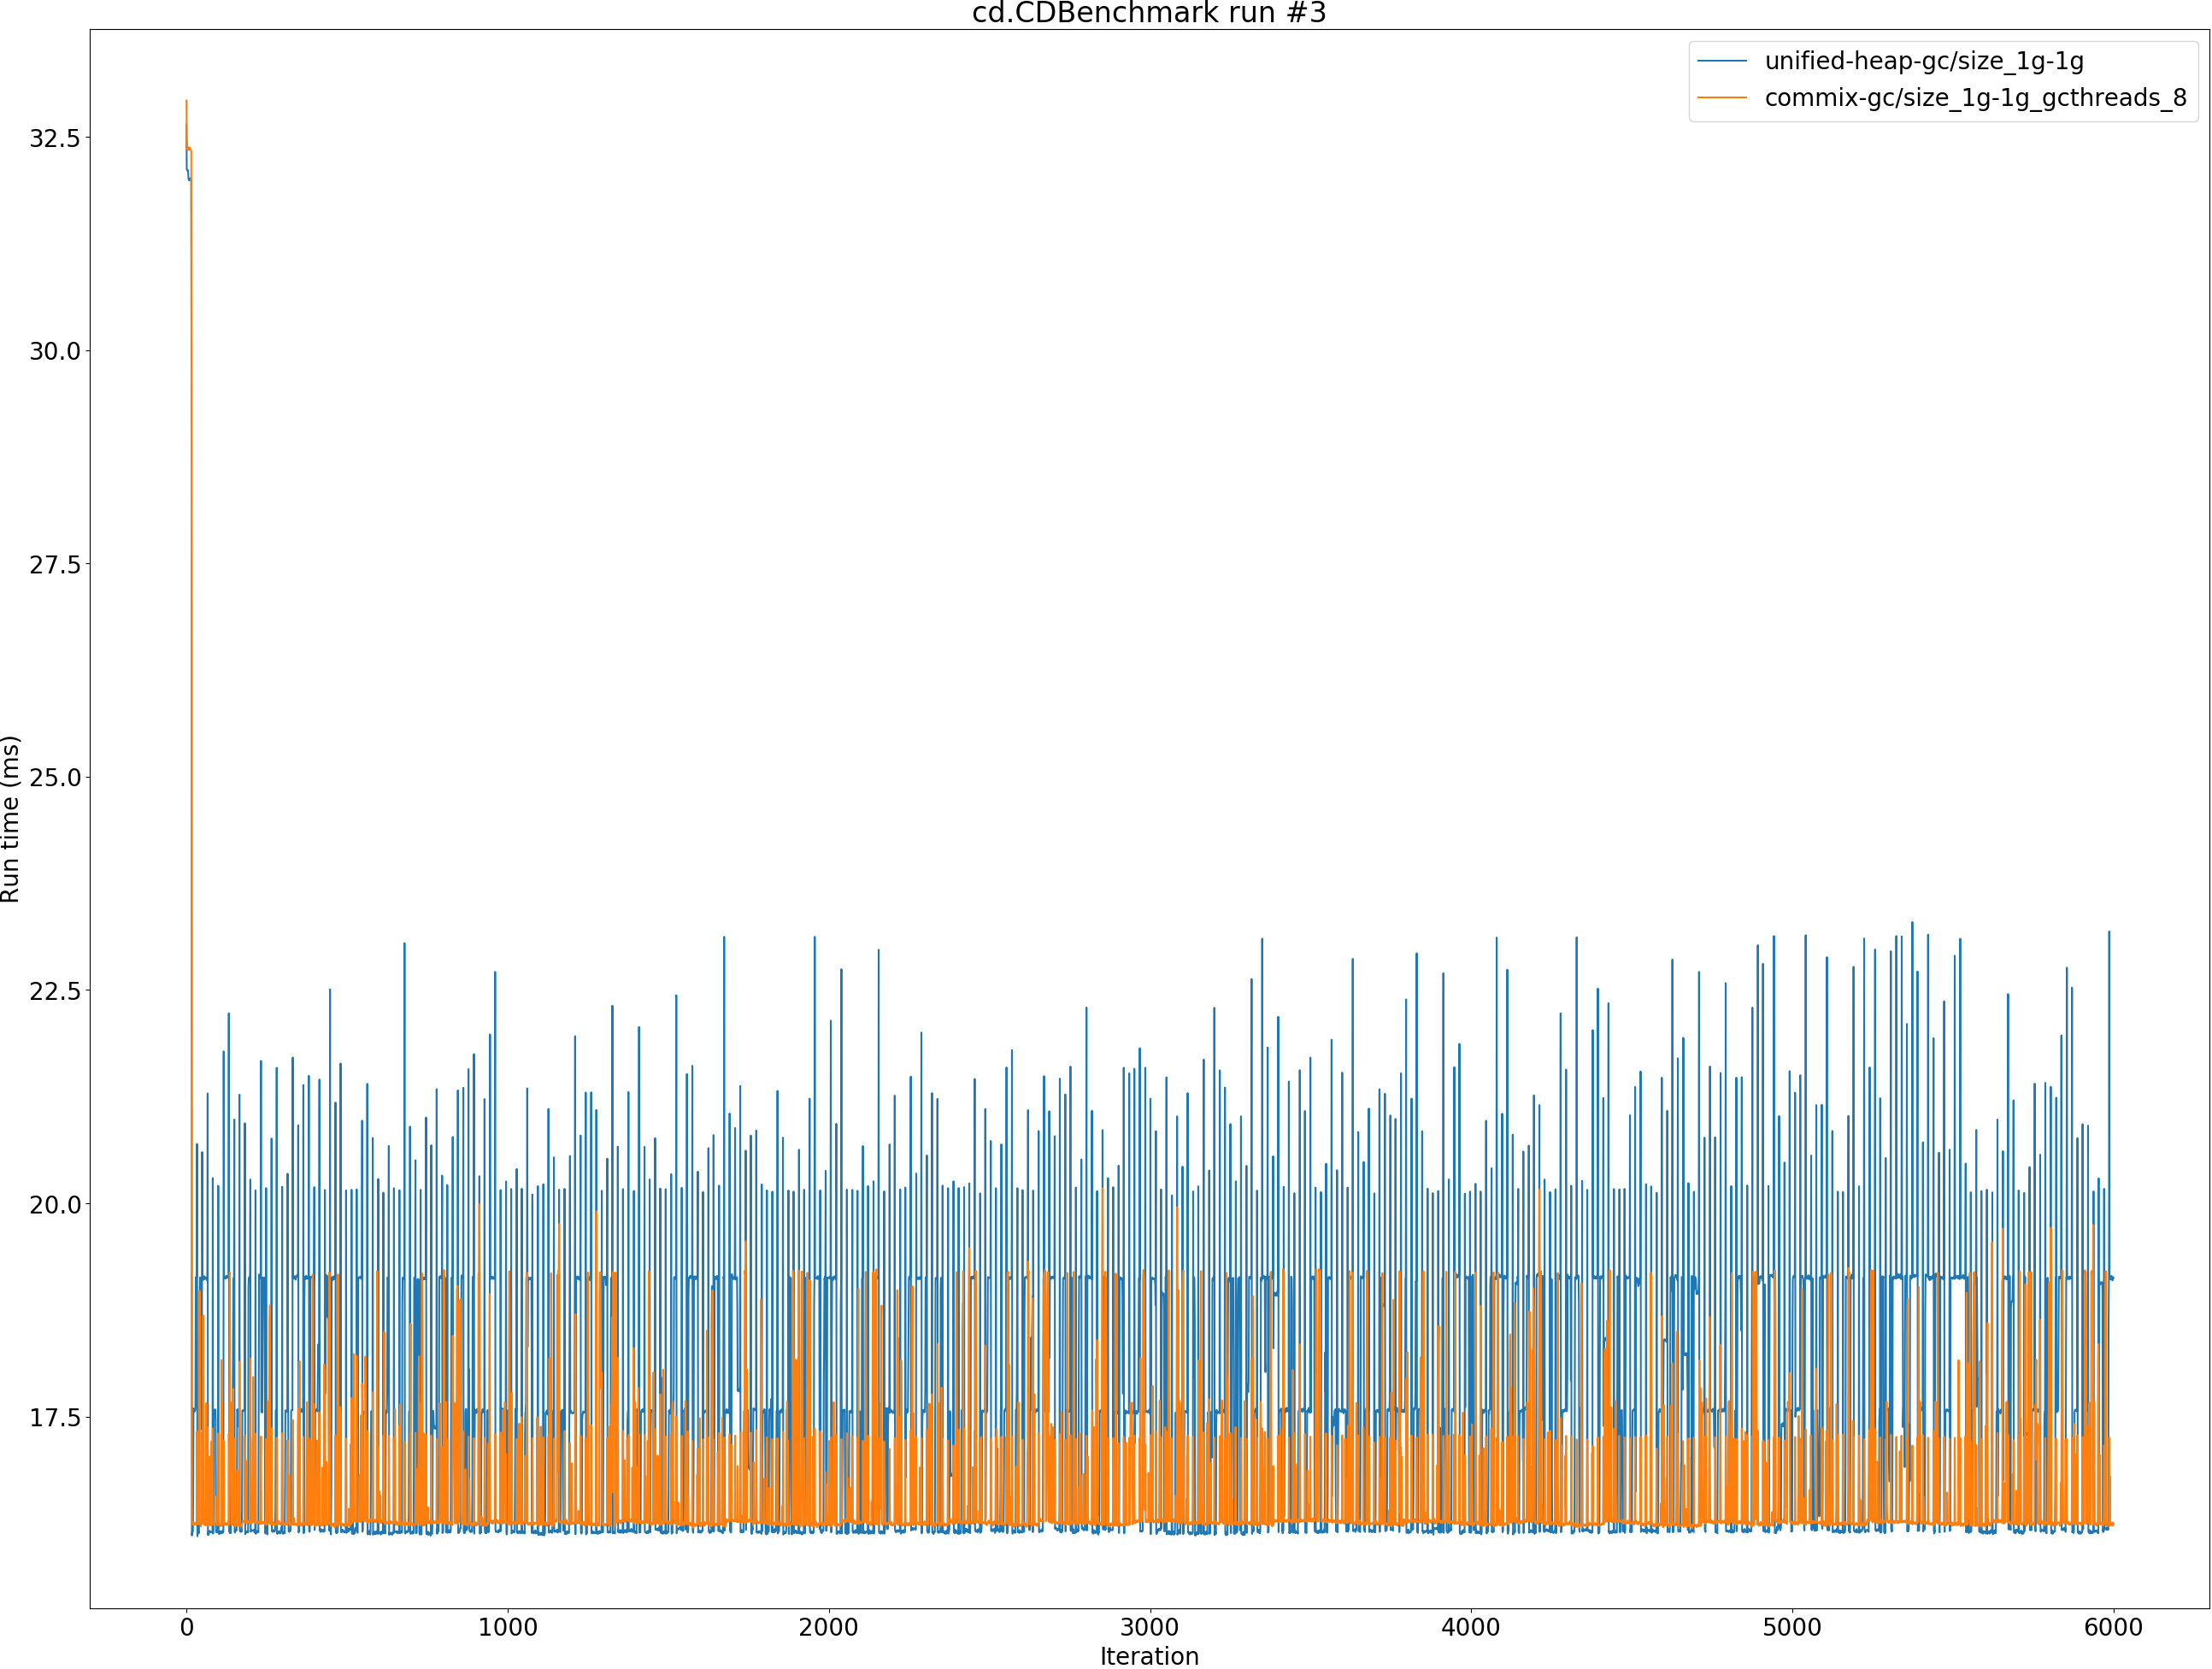 cd.CDBenchmark run #3
unified-heap-gc/size_1g-1g
commix-gc/size_1g-1g_gcthreads_8
Run time (ms)
32.5
30.0
27.5
25.0
22.5
20.0
17.5
0 1000 2000 3000 4000 5000 6000
Iteration